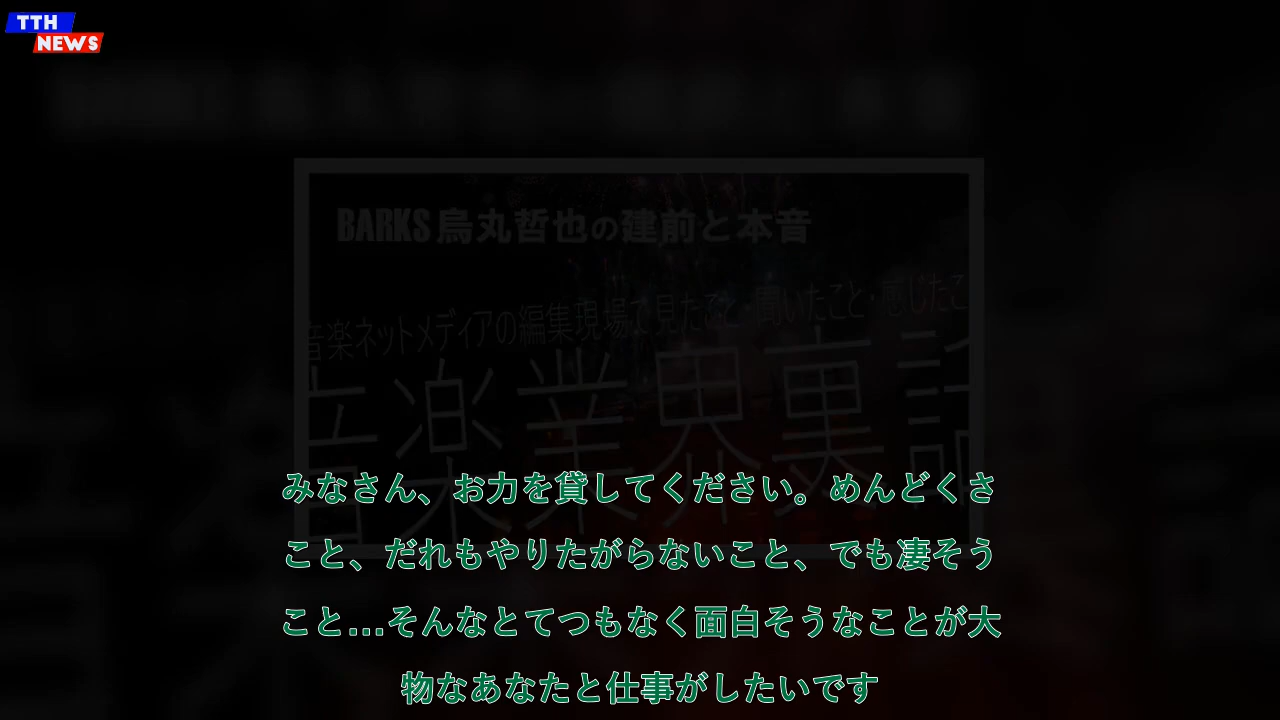 TTH
NEWS
BARKS 烏丸哲也の建前と本音
音楽ネットメディアの編集現場で見たこと・聞いたこと・感じたこ
音楽業界裏話
みなさん、お力を貸してください。めんどくさ
こと、だれもやりたがらないこと、でも凄そう
こと…そんなとてつもなく面白そうなことが大
物なあなたと仕事がしたいです